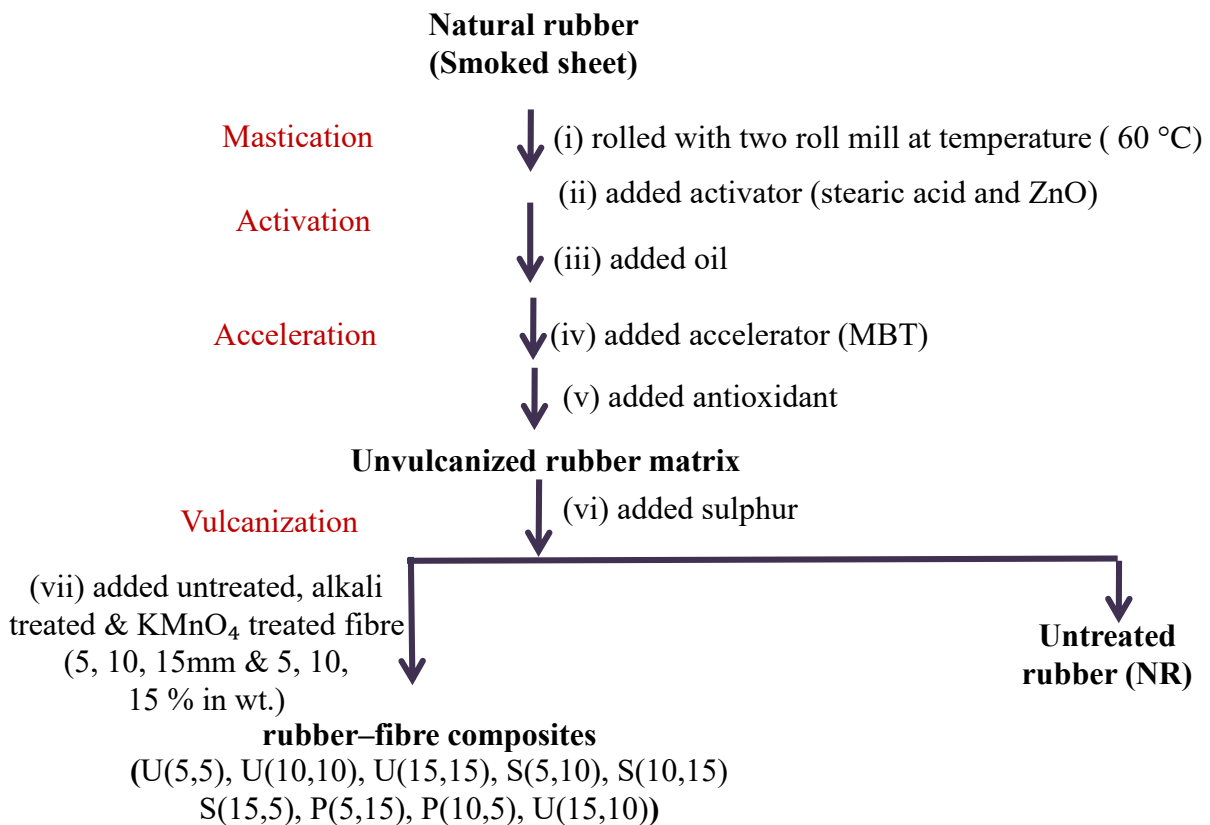 Natural rubber
(Smoked sheet)
Mastication
(i) rolled with two roll mill at temperature ( 60 °C)
(ii) added activator (stearic acid and ZnO)
Activation
(iii) added oil
Acceleration
(iv) added accelerator (MBT)
(v) added antioxidant
Unvulcanized rubber matrix
(vi) added sulphur
Vulcanization
(vii) added untreated, alkali
treated & KMnO₄ treated fibre
(5, 10, 15mm & 5, 10,
15 % in wt.)
Untreated
rubber (NR)
rubber–fibre composites
(U(5,5), U(10,10), U(15,15), S(5,10), S(10,15)
S(15,5), P(5,15), P(10,5), U(15,10))